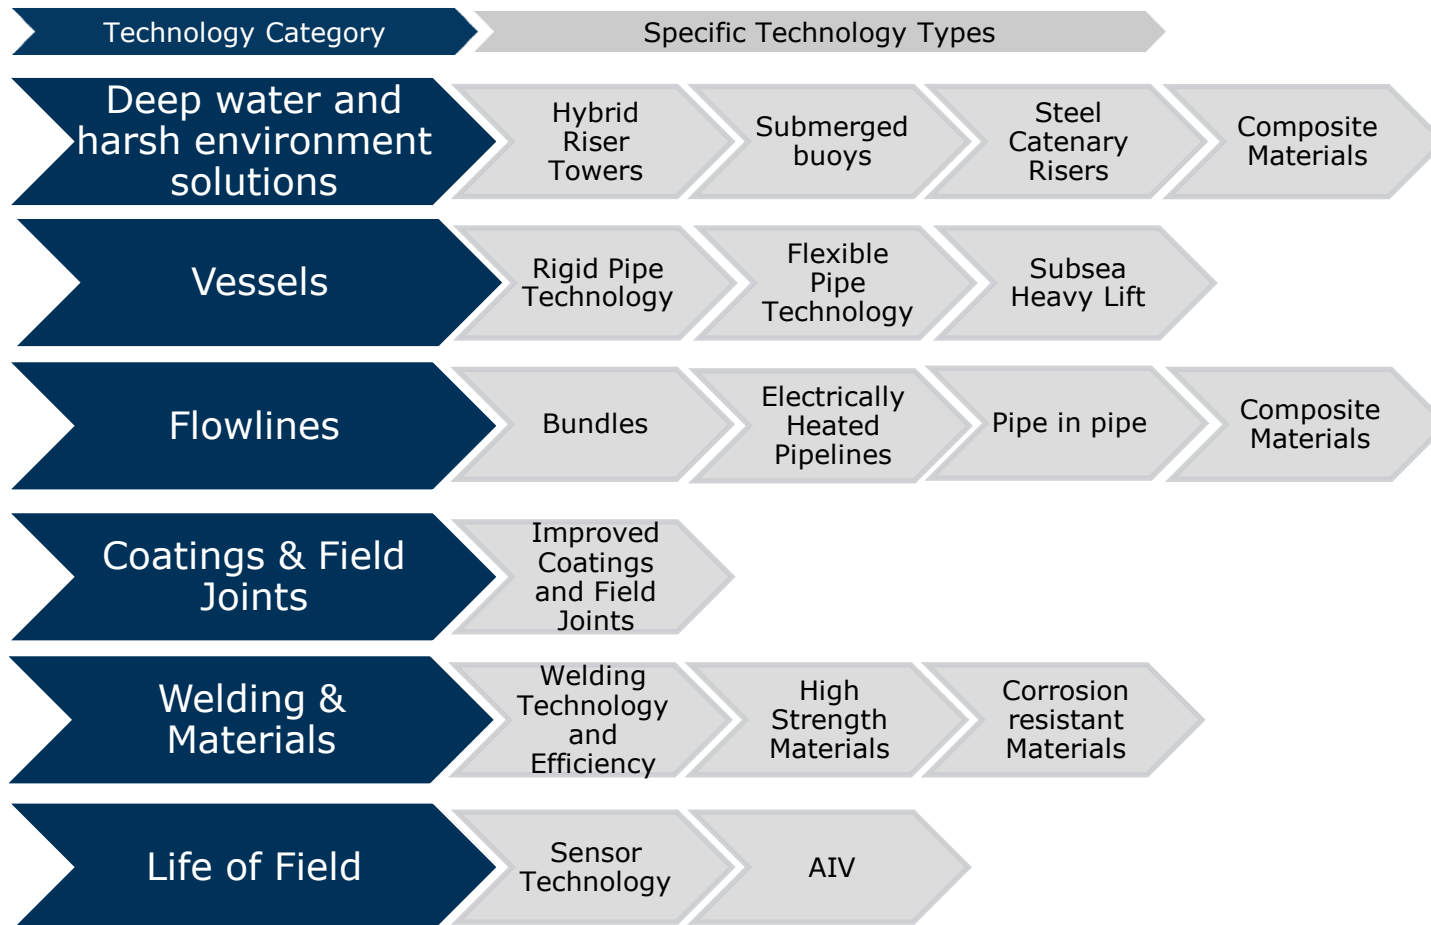 Technology Category
Specific Technology Types
Deep water and
harsh environment
solutions
Hybrid
Riser
Towers
Submerged
buoys
Steel
Catenary
Risers
Composite
Materials
Vessels
Rigid Pipe
Technology
Flexible
Pipe
Technology
Subsea
Heavy Lift
Flowlines
Bundles
Electrically
Heated
Pipelines
Pipe in pipe
Composite
Materials
Coatings & Field
Joints
Improved
Coatings
and Field
Joints
Welding &
Materials
Welding
Technology
and
Efficiency
High
Strength
Materials
Corrosion
resistant
Materials
Life of Field
Sensor
Technology
AIV